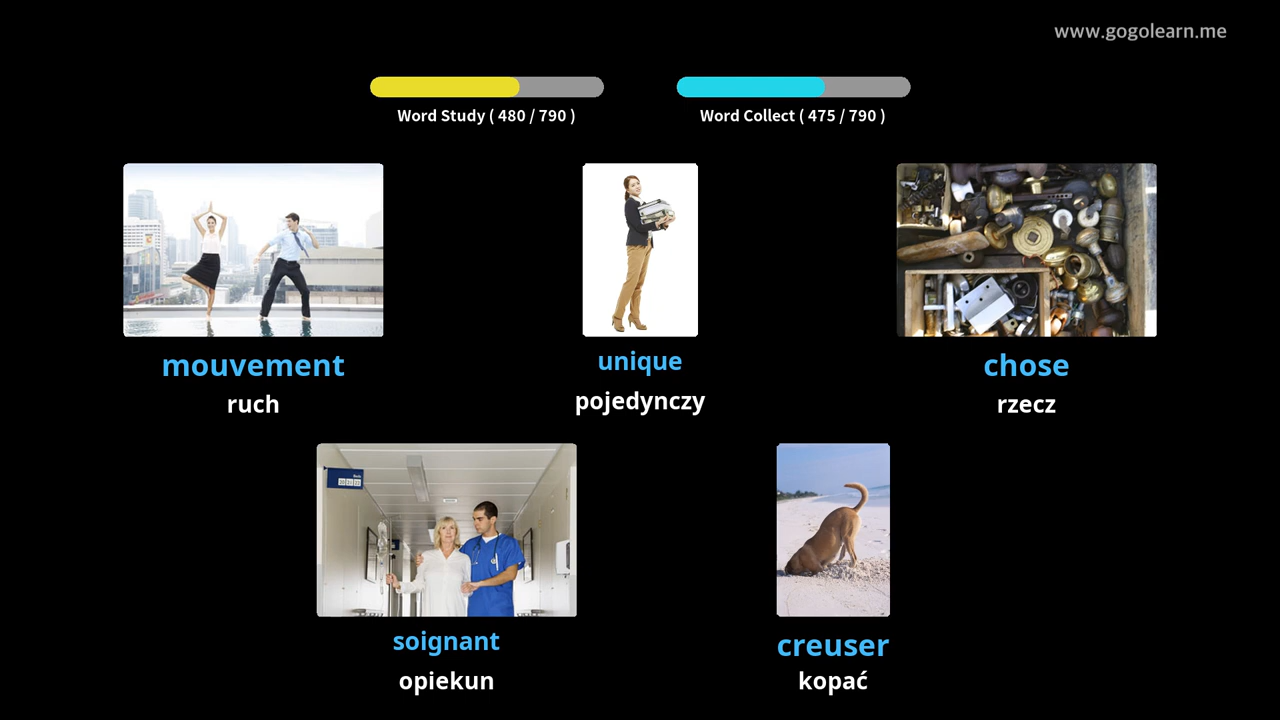 www.gogolearn.me
Word Study ( 480 / 790 )
Word Collect ( 475 / 790 )
mouvement
ruch
unique
pojedynczy
chose
rzecz
soignant
opiekun
creuser
kopać